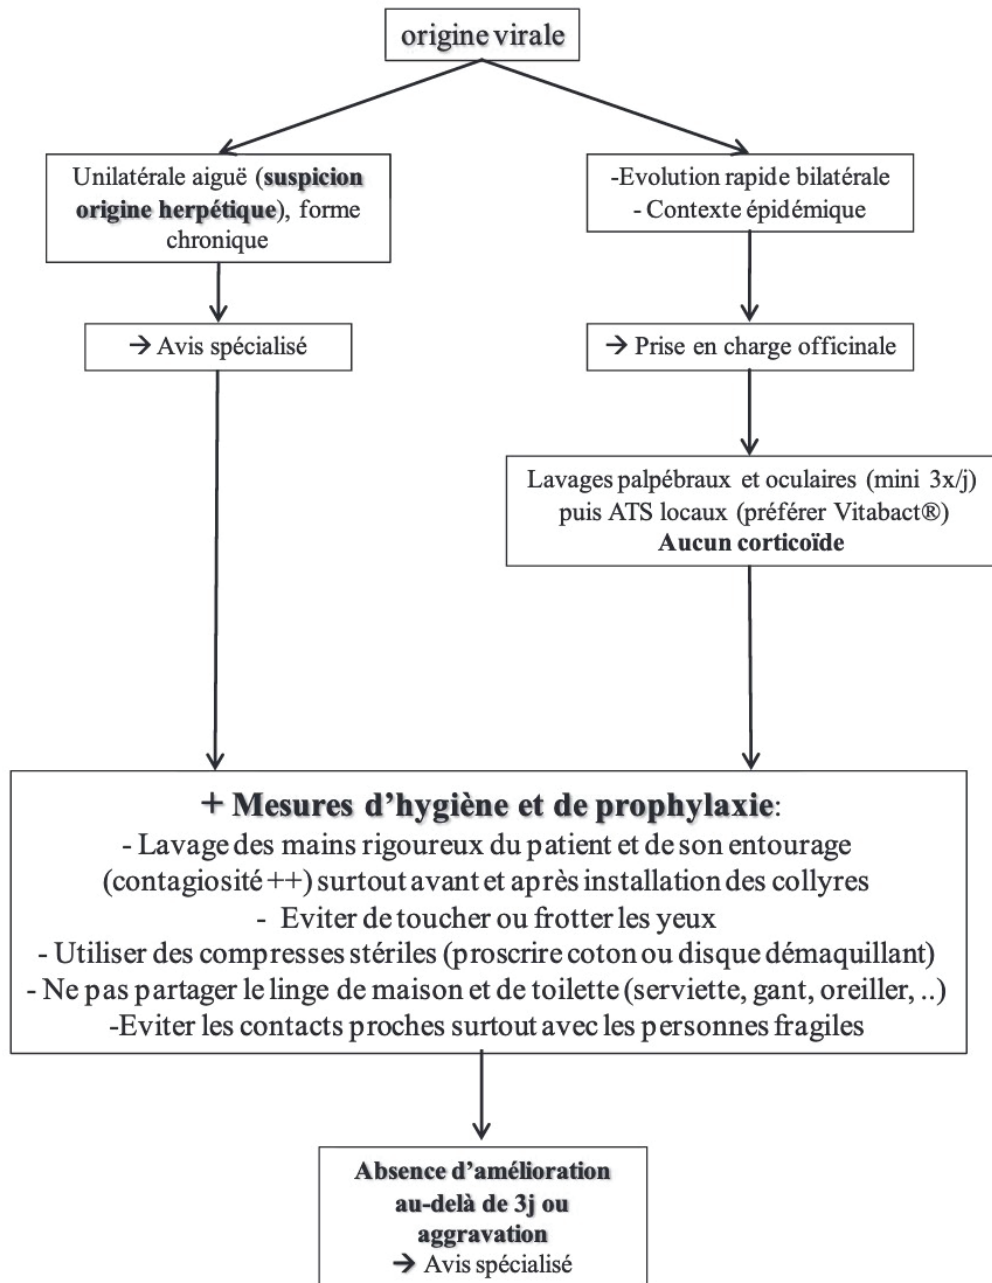 origine virale
Unilatérale aiguë (suspicion
origine herpétique), forme
chronique
-Evolution rapide bilatérale
- Contexte épidémique
→ Avis spécialisé
→ Prise en charge officinale
Lavages palpébraux et oculaires (mini 3x/j)
puis ATS locaux (préférer Vitabact®)
Aucun corticoïde
+ Mesures d’hygiène et de prophylaxie:
- Lavage des mains rigoureux du patient et de son entourage
(contagiosité ++) surtout avant et après installation des collyres
- Eviter de toucher ou frotter les yeux
- Utiliser des compresses stériles (proscrire coton ou disque démaquillant)
- Ne pas partager le linge de maison et de toilette (serviette, gant, oreiller, ..)
-Eviter les contacts proches surtout avec les personnes fragiles
Absence d’amélioration
au-delà de 3j ou
aggravation
→ Avis spécialisé